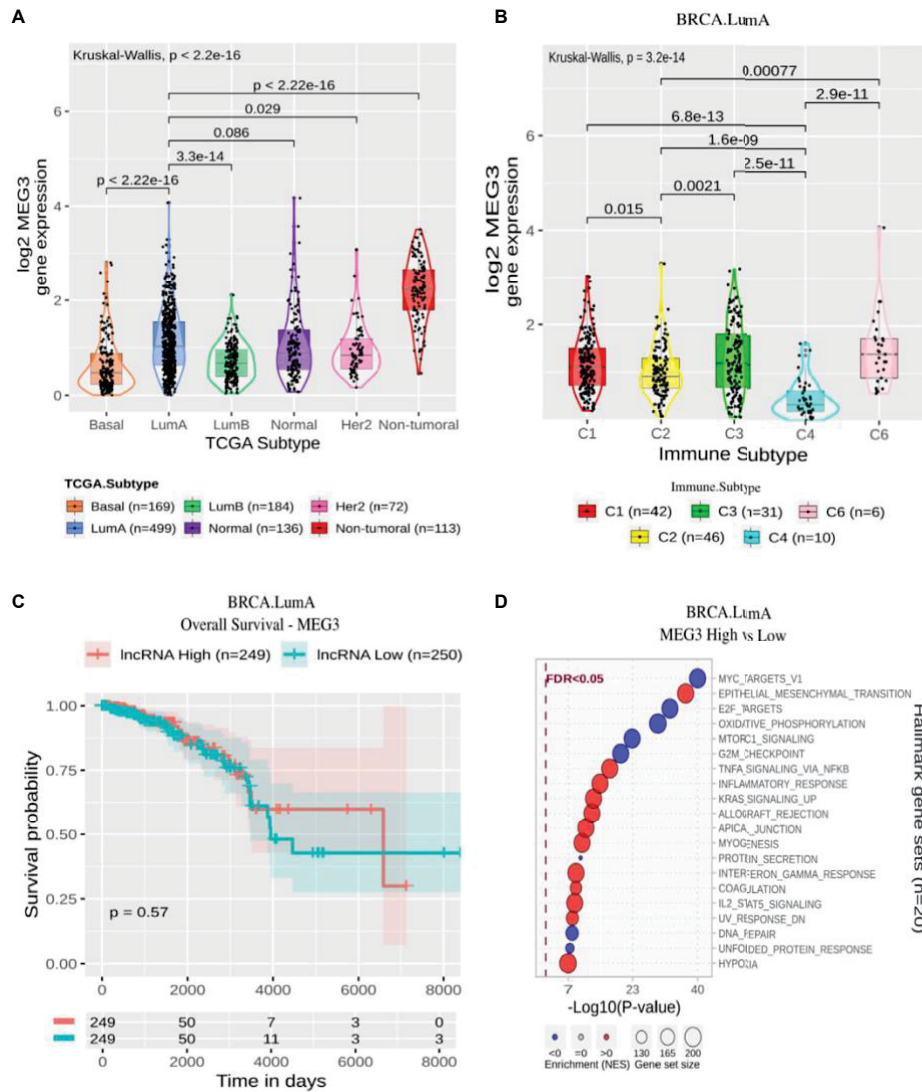 A
Kruskal-Wallis, p < 2.2e-16
p < 2.22e-16
0.029
0.086
3.3e-14
p < 2.22e-16
log2 MEG3
gene expression
6
4
2
0
Basal LumA LumB Normal Her2 Non-tumoral
TCGA Subtype
TCGA.Subtype
Basal (n=169) LumB (n=184) Her2 (n=72)
LumA (n=499) Normal (n=136) Non-tumoral (n=113)
B
BRCA.LumA
Kruskal-Wallis, p = 3.2e-14
0.00077
2.9e-11
6.8e-13
1.6e-09
2.5e-11
0.0021
0.015
log2 MEG3
gene expression
6
4
2
C1 C2 C3 C4 C6
Immune Subtype
Immune.Subtype
C1 (n=42) C3 (n=31) C6 (n=6)
C2 (n=46) C4 (n=10)
C
BRCA.LumA
Overall Survival - MEG3
lncRNA High (n=249) lncRNA Low (n=250)
Survival probability
1.00
0.75
0.50
0.25
0.00
p = 0.57
0 2000 4000 6000 8000
249 50 7 3 0
249 50 11 3 3
0 2000 4000 6000 8000
Time in days
D
BRCA.LumA
MEG3 High vs Low
FDR<0.05
MYC_TARGETS_V1
EPITHELIAL_MESENCHYMAL_TRANSITION
E2F_TARGETS
OXIDITIVE_PHOSPHORYLATION
MTORC1_SIGNALING
G2M_CHECKPOINT
TNFA_SIGNALING_VIA_NFKB
INFLAMMATORY_RESPONSE
KRAS_SIGNALING_UP
ALLOGRAFT_REJECTION
APICA_JUNCTION
MYOGENESIS
PROTEIN_SECRETION
INTERFERON_GAMMA_RESPONSE
COAGULATION
IL2_STAT5_SIGNALING
UV_RESPONSE_DN
DNA_REPAIR
UNFOLDED_PROTEIN_RESPONSE
HYPOXIA
Hallmark gene sets (n=20)
7 23 40
-Log10(P-value)
<0 =0 >0
Enrichment (NES)
130 165 200
Gene set size